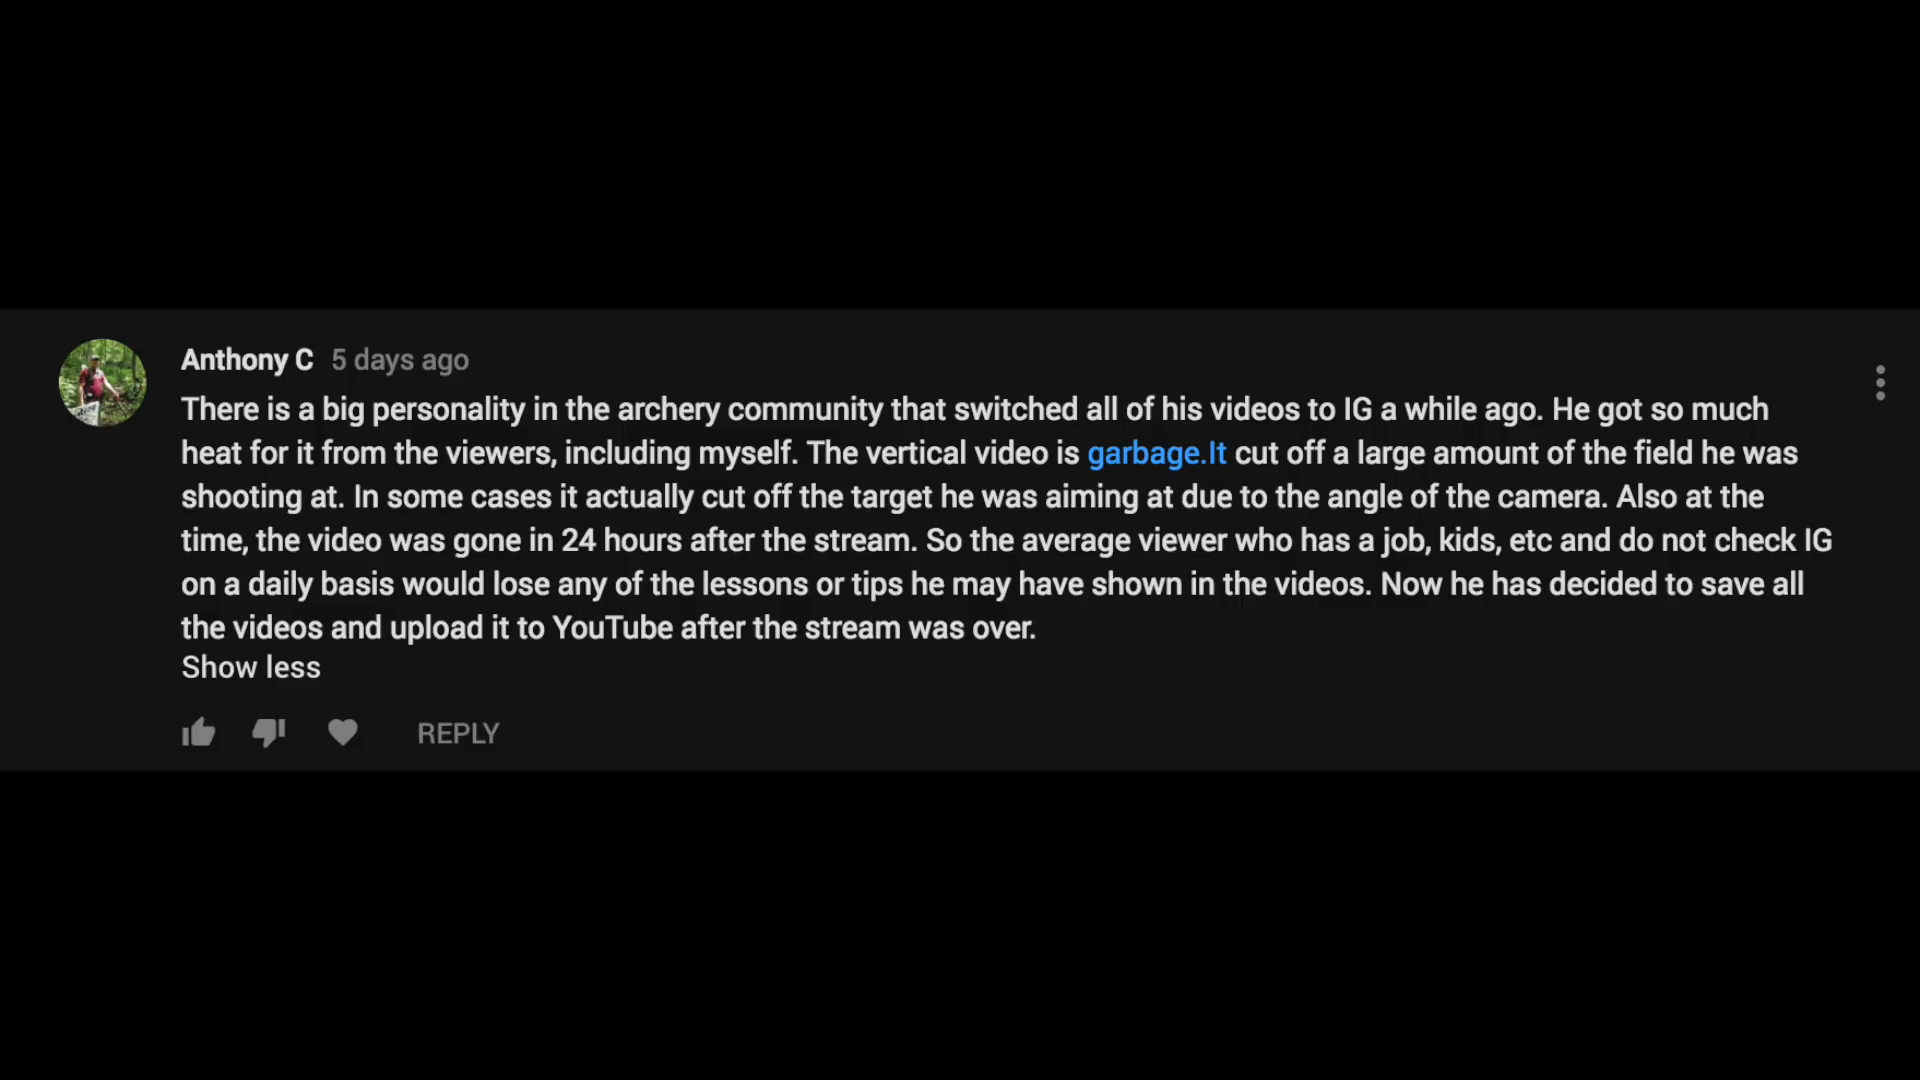 Anthony C 5 days ago
There is a big personality in the archery community that switched all of his videos to IG a while ago. He got so much
heat for it from the viewers, including myself. The vertical video is garbage.It cut off a large amount of the field he was
shooting at. In some cases it actually cut off the target he was aiming at due to the angle of the camera. Also at the
time, the video was gone in 24 hours after the stream. So the average viewer who has a job, kids, etc and do not check IG
on a daily basis would lose any of the lessons or tips he may have shown in the videos. Now he has decided to save all
the videos and upload it to YouTube after the stream was over.
Show less
REPLY